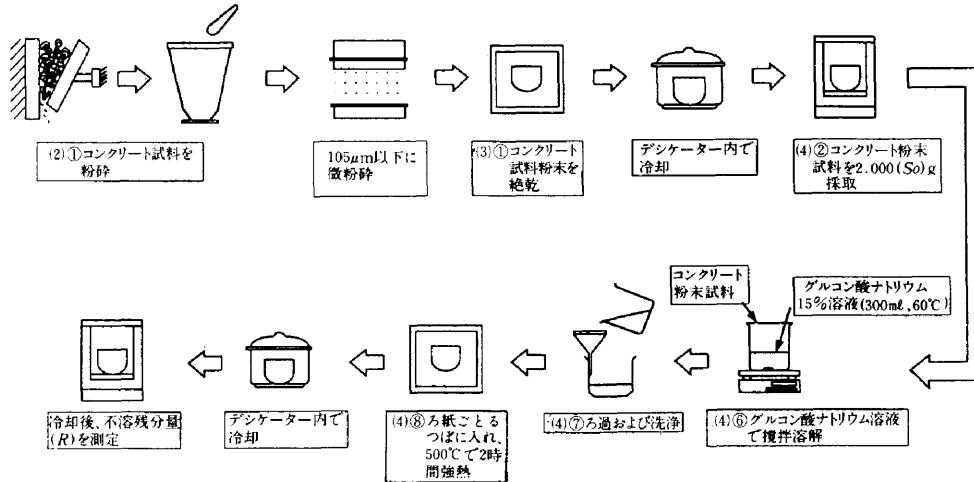 (2)①コンクリート試料を
粉砕
105μm以下に
微粉砕
(3)①コンクリート
試料粉末を
絶乾
デシケーター内で
冷却
(4)②コンクリート粉末
試料を2.000(So)g
採取
コンクリート
粉末試料
グルコン酸ナトリウム
15%溶液(300ml,60℃)
(4)⑥グルコン酸ナトリウム溶液
で攪拌溶解
(4)⑦ろ過および洗浄
(4)⑧ろ紙ごとる
つぼに入れ、
500℃で2時
間強熱
デシケーター内で
冷却
冷却後、不溶残分量
(R)を測定